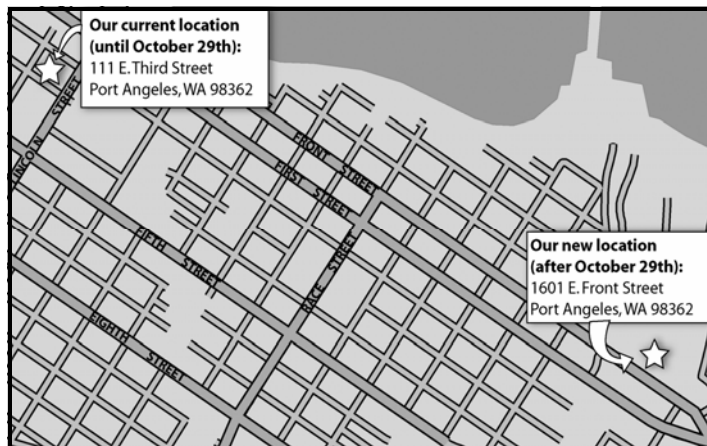 Our current location
(until October 29th):
111 E. Third Street
Port Angeles, WA 98362
LINCOLN STREET
FRONT STREET
FIRST STREET
FIFTH STREET
RACE STREET
EIGHTH STREET
Our new location
(after October 29th):
1601 E. Front Street
Port Angeles, WA 98362